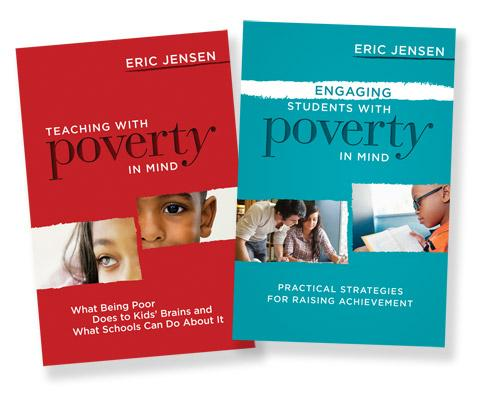 ERIC JENSEN
TEACHING WITH
poverty
IN MIND
What Being Poor
Does to Kids' Brains and
What Schools Can Do About It
ERIC JENSEN
ENGAGING
STUDENTS WITH
poverty
IN MIND
PRACTICAL STRATEGIES
FOR RAISING ACHIEVEMENT